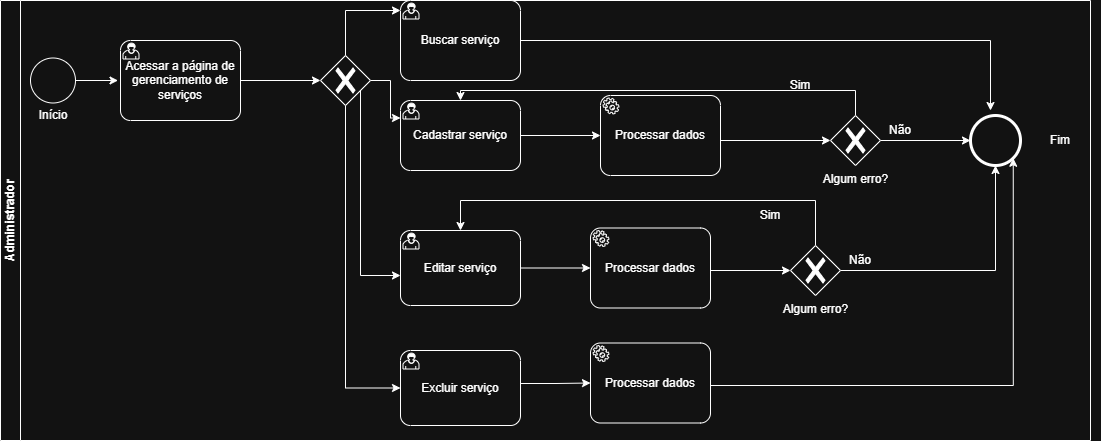 Administrador
Início
Acessar a página de
gerenciamento de
serviços
Buscar serviço
Cadastrar serviço
Processar dados
Sim
Não
Algum erro?
Fim
Editar serviço
Processar dados
Sim
Não
Algum erro?
Excluir serviço
Processar dados